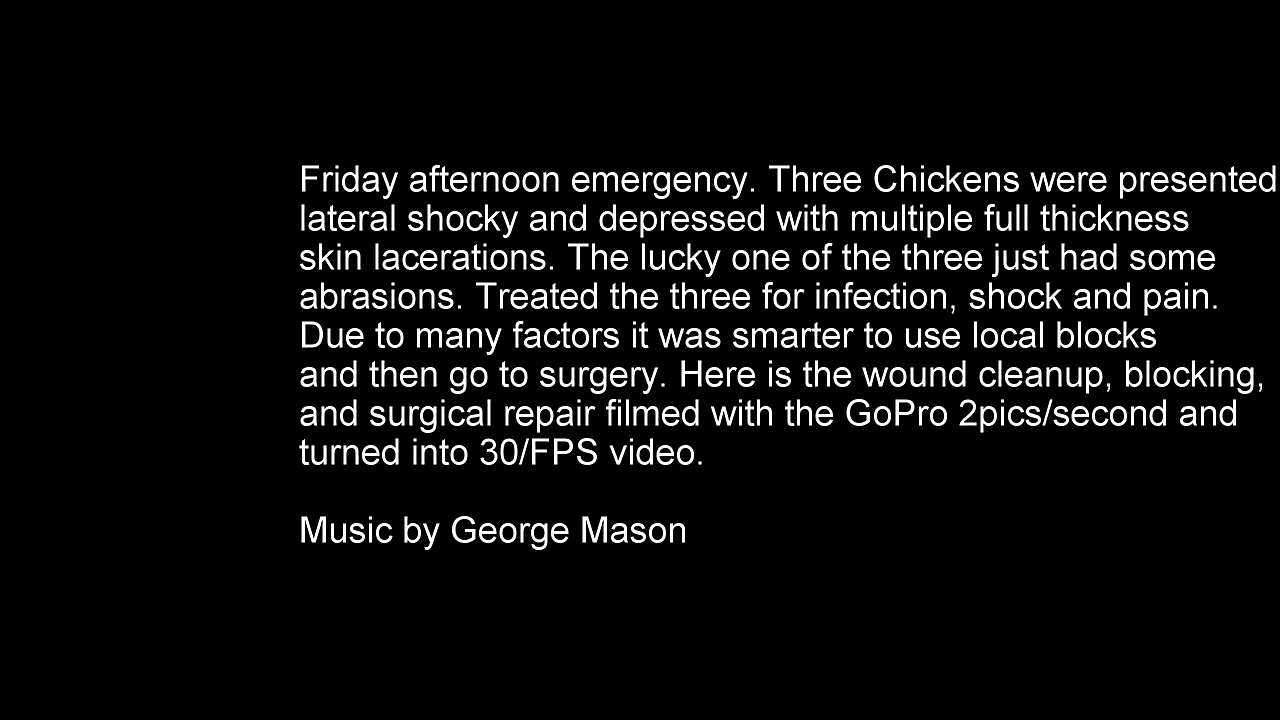 Friday afternoon emergency. Three Chickens were presented
lateral shocky and depressed with multiple full thickness
skin lacerations. The lucky one of the three just had some
abrasions. Treated the three for infection, shock and pain.
Due to many factors it was smarter to use local blocks
and then go to surgery. Here is the wound cleanup, blocking,
and surgical repair filmed with the GoPro 2pics/second and
turned into 30/FPS video.
Music by George Mason